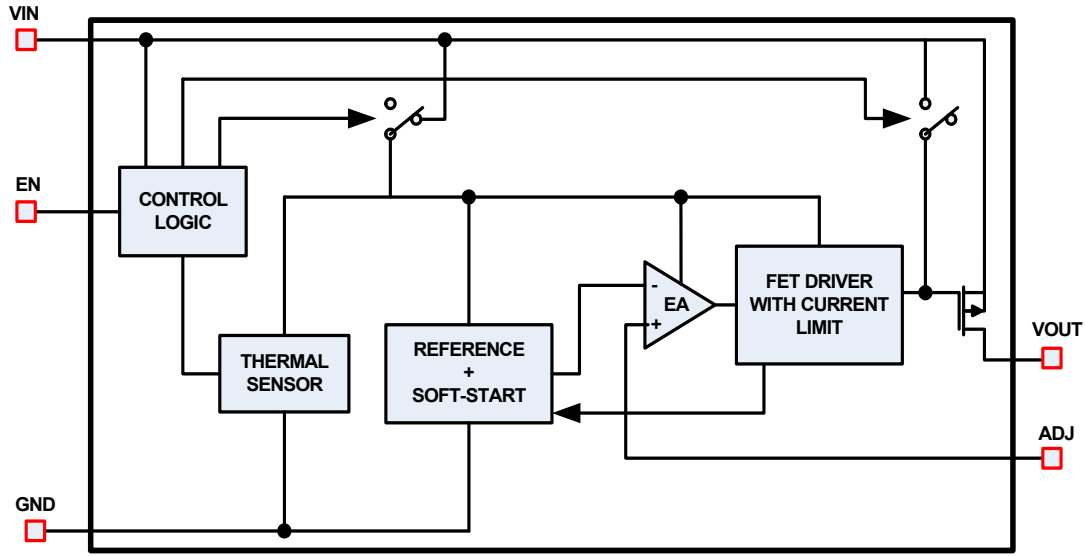 VIN
EN
CONTROL
LOGIC
THERMAL
SENSOR
REFERENCE
+
SOFT-START
-
EA
+
FET DRIVER
WITH CURRENT
LIMIT
VOUT
ADJ
GND